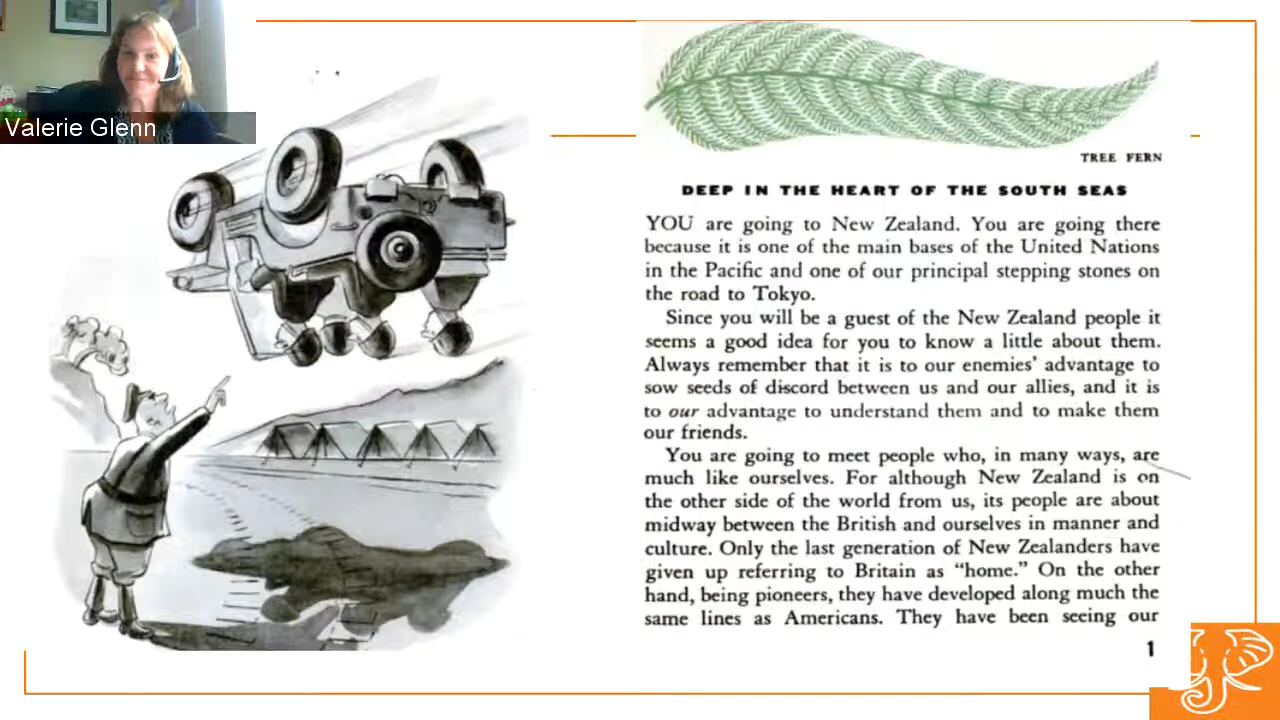 Valerie Glenn
TREE FERN
DEEP IN THE HEART OF THE SOUTH SEAS
YOU are going to New Zealand. You are going there
because it is one of the main bases of the United Nations
in the Pacific and one of our principal stepping stones on
the road to Tokyo.
Since you will be a guest of the New Zealand people it
seems a good idea for you to know a little about them.
Always remember that it is to our enemies' advantage to
sow seeds of discord between us and our allies, and it is
to our advantage to understand them and to make them
our friends.
You are going to meet people who, in many ways, are
much like ourselves. For although New Zealand is on
the other side of the world from us, its people are about
midway between the British and ourselves in manner and
culture. Only the last generation of New Zealanders have
given up referring to Britain as “home.” On the other
hand, being pioneers, they have developed along much the
same lines as Americans. They have been seeing our
1